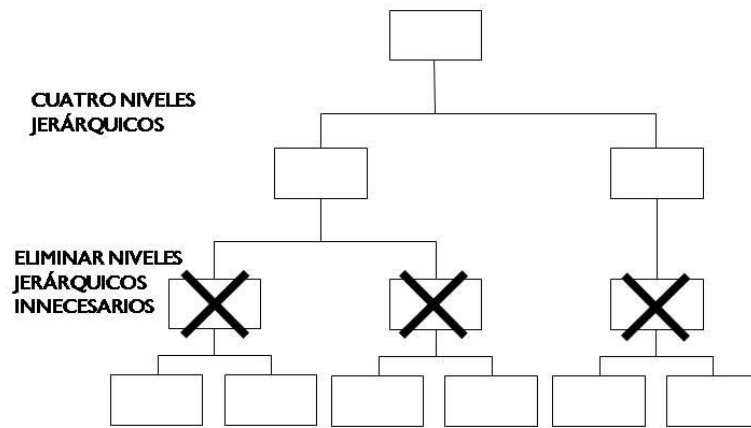 CUATRO NIVELES
JERÁRQUICOS
ELIMINAR NIVELES
JERÁRQUICOS
INNECESARIOS